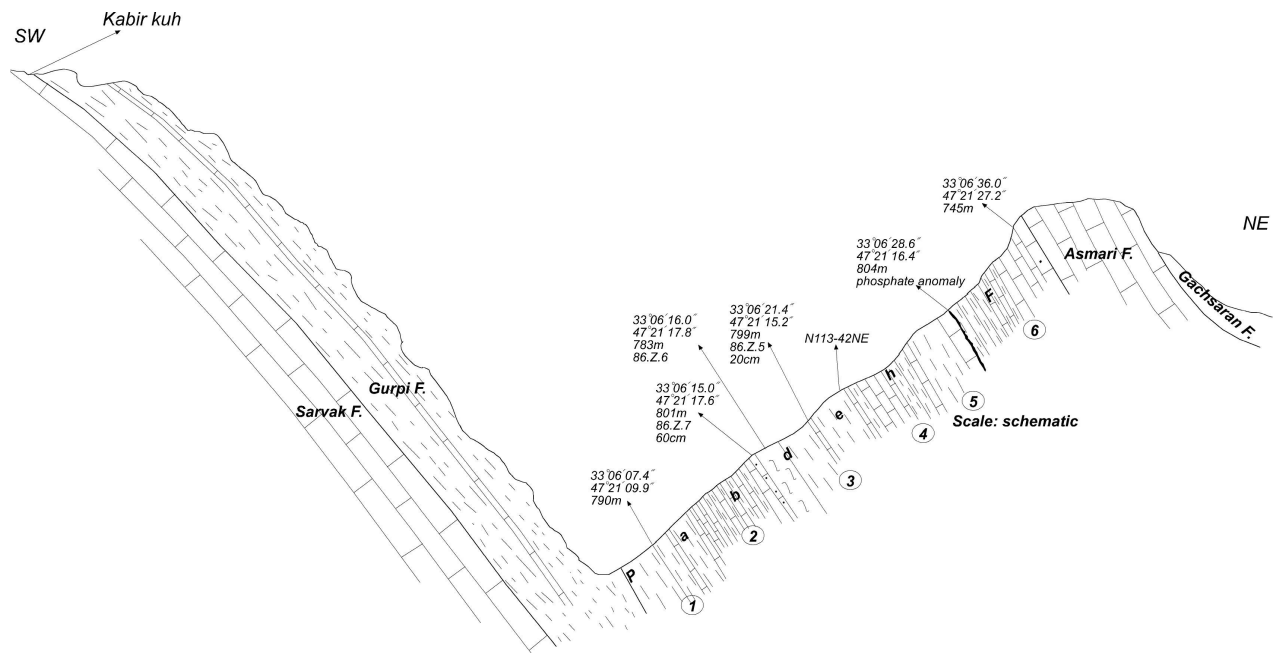 Kabir kuh
SW
33°06´36.0˝
47°21´27.2˝
745m
NE
33°06´28.6˝
47°21´16.4˝
804m
phosphate anomaly
Asmari F.
Gachsaran F.
F
6
33°06´21.4˝
47°21´15.2˝
799m
86.Z.5
20cm
33°06´16.0˝
47°21´17.8˝
783m
86.Z.6
N113-42NE
33°06´15.0˝
47°21´17.6˝
801m
86.Z.7
60cm
Gurpi F.
Sarvak F.
h
5
Scale: schematic
e
4
d
3
33°06´07.4˝
47°21´09.9˝
790m
b
2
a
P
1